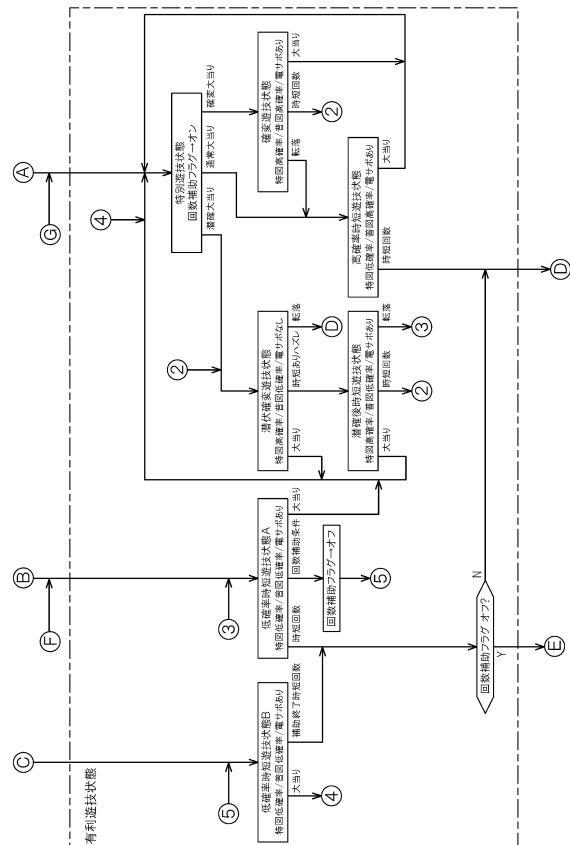 有利遊技状態
C
5
低確率時短遊技状態B
特図低確率/普図低確率/電サポあり
大当り
補助終了時短回数
4
B
F
3
低確率時短遊技状態A
特図低確率/普図低確率/電サポあり
時短回数
回数補助条件
大当り
回数補助フラグ→オフ
5
回数補助フラグ オフ?
Y
N
E
A
G
4
特別遊技状態
回数補助フラグ→オン
潜確大当り
通常大当り
確変大当り
2
潜伏確変遊技状態
特図高確率/普図低確率/電サポなし
大当り
時短ありハズレ
転落
D
潜確後時短遊技状態
特図高確率/普図低確率/電サポあり
大当り
時短回数
転落
2
3
確変遊技状態
特図高確率/普図高確率/電サポあり
転落
時短回数
大当り
2
高確率時短遊技状態
特図低確率/普図高確率/電サポあり
時短回数
大当り
D